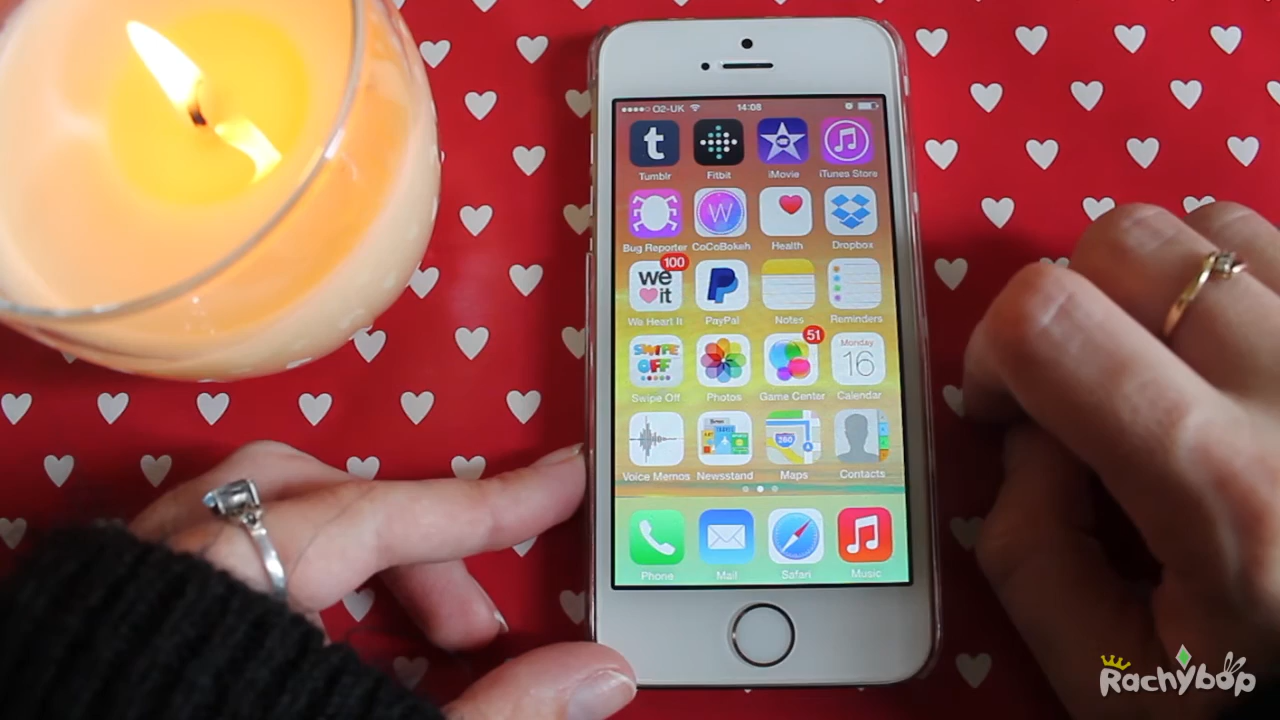 O2-UK 14:08
t
Tumblr Fitbit iMovie iTunes Store
W
Bug Reporter CoCoBokeh Health Dropbox
100
we
it
We Heart It PayPal Notes Reminders
51
SWIPE
OFF
Monday
16
Swipe Off Photos Game Center Calendar
280
Voice Memos Newsstand Maps Contacts
Phone Mail Safari Music
Rachybop